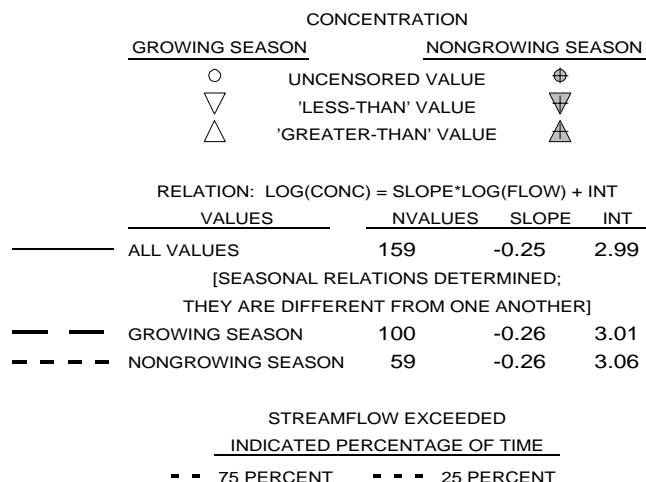 CONCENTRATION
GROWING SEASON NONGROWING SEASON
UNCENSORED VALUE
'LESS-THAN' VALUE
'GREATER-THAN' VALUE
RELATION: LOG(CONC) = SLOPE*LOG(FLOW) + INT
VALUES NVALUES SLOPE INT
ALL VALUES 159 -0.25 2.99
[SEASONAL RELATIONS DETERMINED;
THEY ARE DIFFERENT FROM ONE ANOTHER]
GROWING SEASON 100 -0.26 3.01
NONGROWING SEASON 59 -0.26 3.06
STREAMFLOW EXCEEDED
INDICATED PERCENTAGE OF TIME
75 PERCENT 25 PERCENT